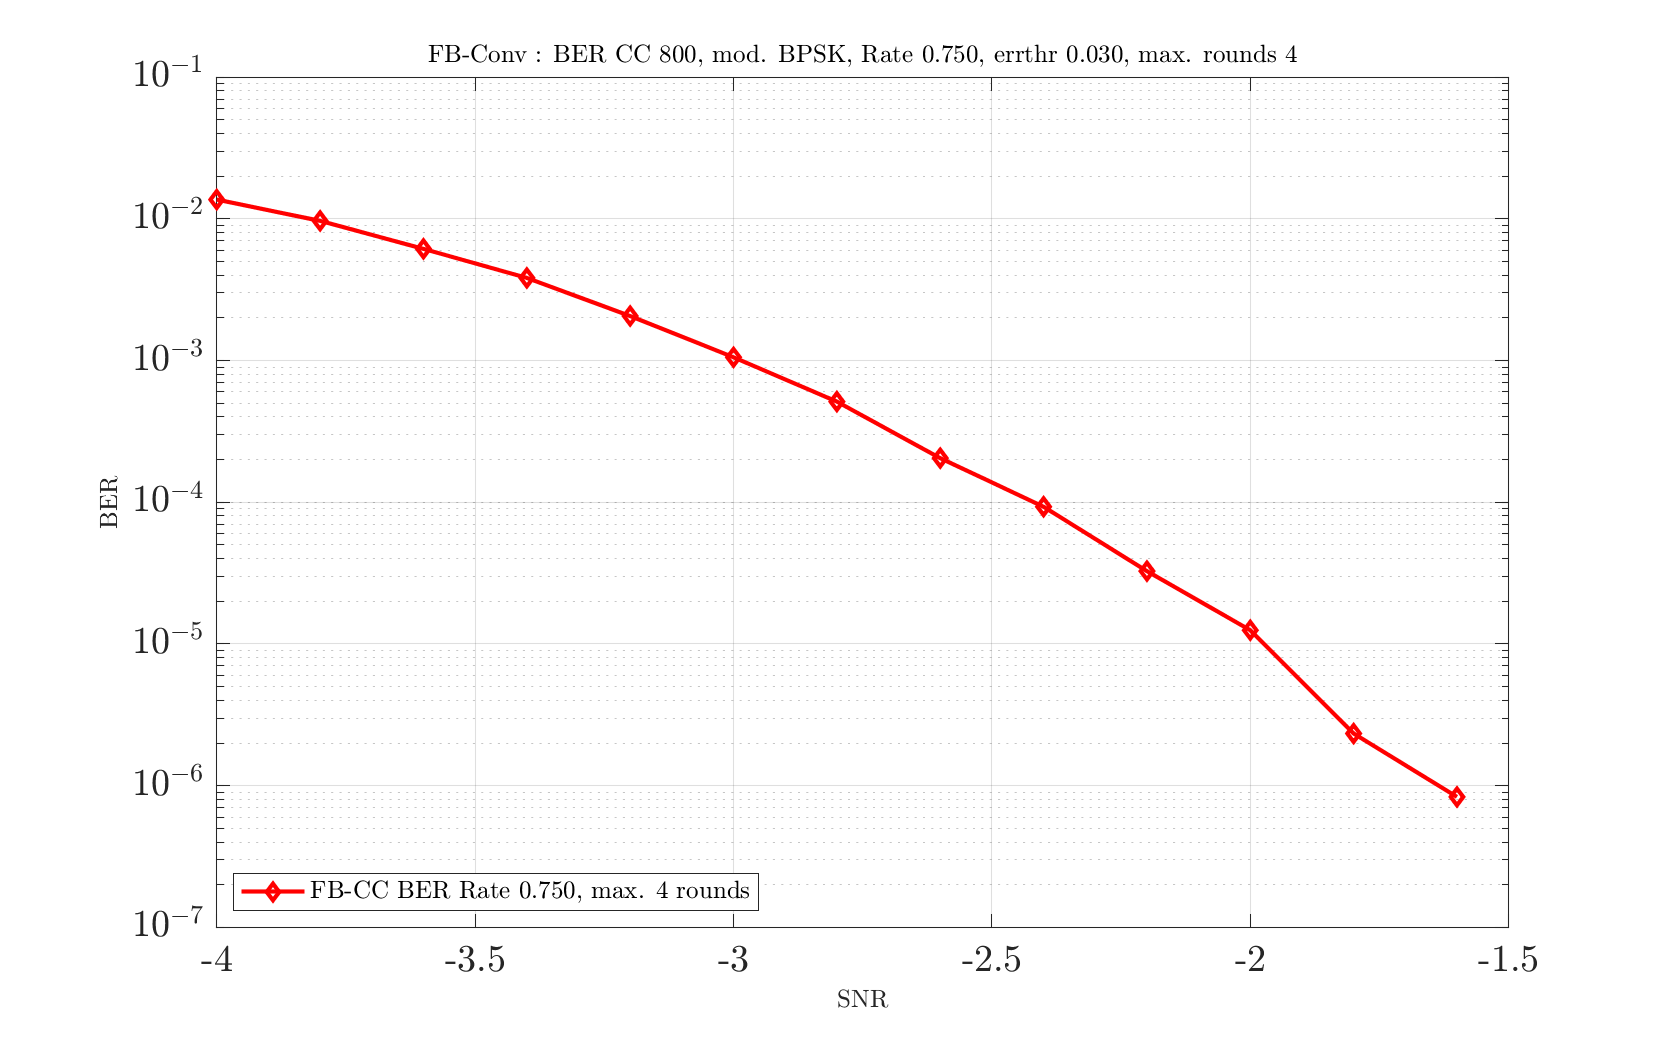 FB-Conv : BER CC 800, mod. BPSK, Rate 0.750, errthr 0.030, max. rounds 4
10^{-1}
10^{-2}
10^{-3}
10^{-4}
10^{-5}
10^{-6}
10^{-7}
BER
FB-CC BER Rate 0.750, max. 4 rounds
-4 -3.5 -3 -2.5 -2 -1.5
SNR